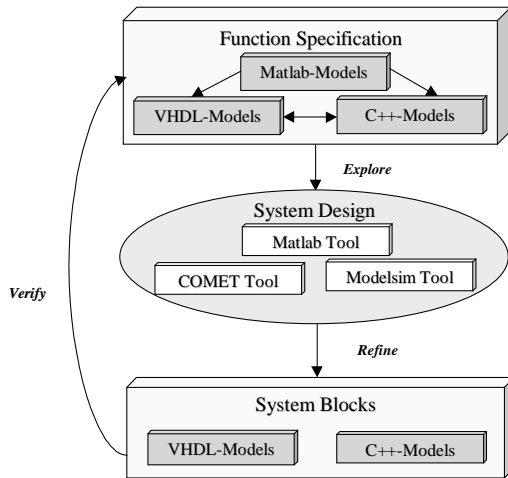 Function Specification
Matlab-Models
VHDL-Models
C++-Models
Explore
System Design
Matlab Tool
COMET Tool
Modelsim Tool
Verify
Refine
System Blocks
VHDL-Models
C++-Models